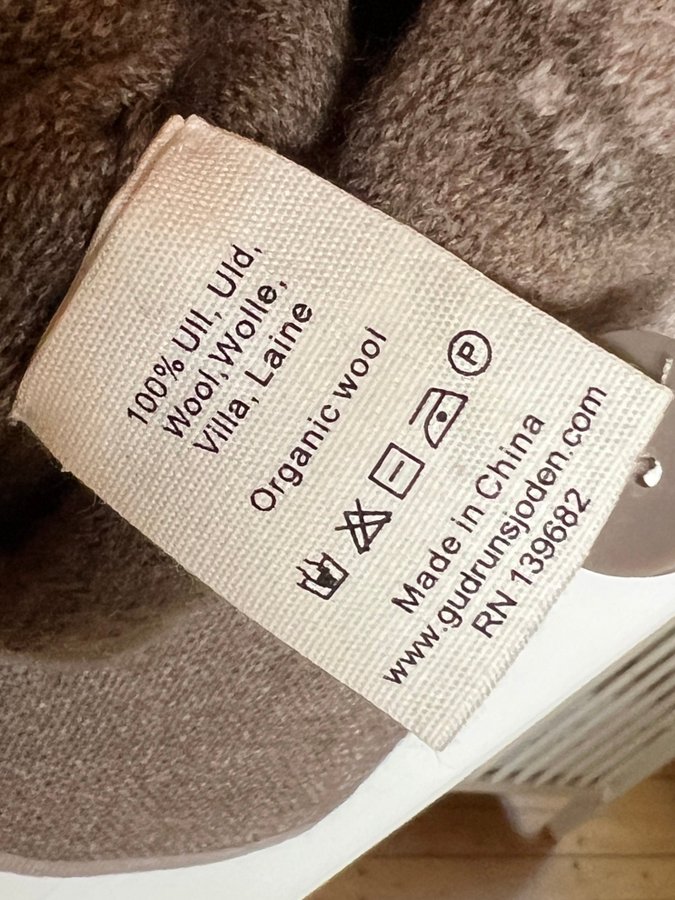 100% Ull, Uld,
Wool, Wolle,
Villa, Laine
Organic wool
P
Made in China
www.gudrunsjoden.com
RN 139682